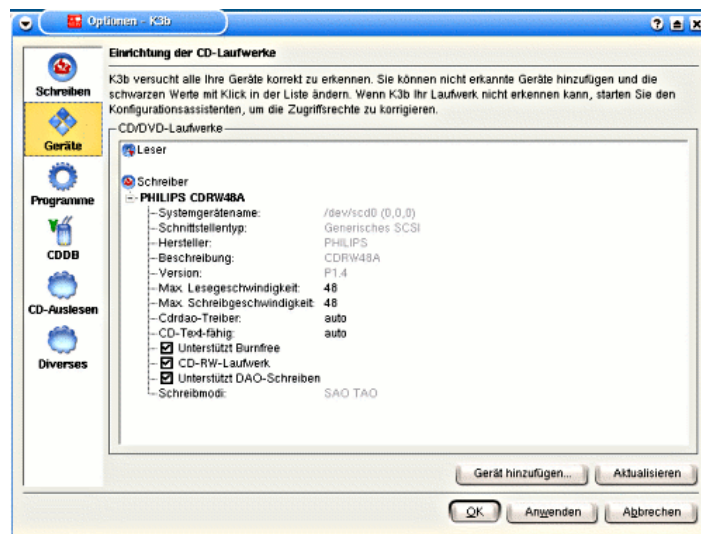 Optionen - K3b
Einrichtung der CD-Laufwerke
K3b versucht alle Ihre Geräte korrekt zu erkennen. Sie können nicht erkannte Geräte hinzufügen und die
schwarzen Werte mit Klick in der Liste ändern. Wenn K3b Ihr Laufwerk nicht erkennen kann, starten Sie den
Konfigurationsassistenten, um die Zugriffsrechte zu korrigieren.
Schreiben
Geräte
Programme
CDDB
CD-Auslesen
Diverses
CD/DVD-Laufwerke
Leser
Schreiber
PHILIPS CDRW48A
Systemgerätename: /dev/scd0 (0,0,0)
Schnittstellentyp: Generisches SCSI
Hersteller: PHILIPS
Beschreibung: CDRW48A
Version: P1.4
Max. Lesegeschwindigkeit: 48
Max. Schreibgeschwindigkeit: 48
Cdrdao-Treiber: auto
CD-Text-fähig: auto
Unterstützt Burnfree
CD-RW-Laufwerk
Unterstützt DAO-Schreiben
Schreibmodi: SAO TAO
Gerät hinzufügen... Aktualisieren
OK Anwenden Abbrechen